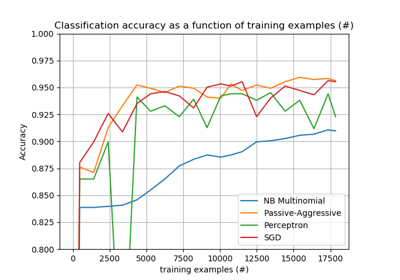 Classification accuracy as a function of training examples (#)
1.000
0.975
0.950
0.925
0.900
0.875
0.850
0.825
0.800
Accuracy
NB Multinomial
Passive-Aggressive
Perceptron
SGD
0 2500 5000 7500 10000 12500 15000 17500
training examples (#)